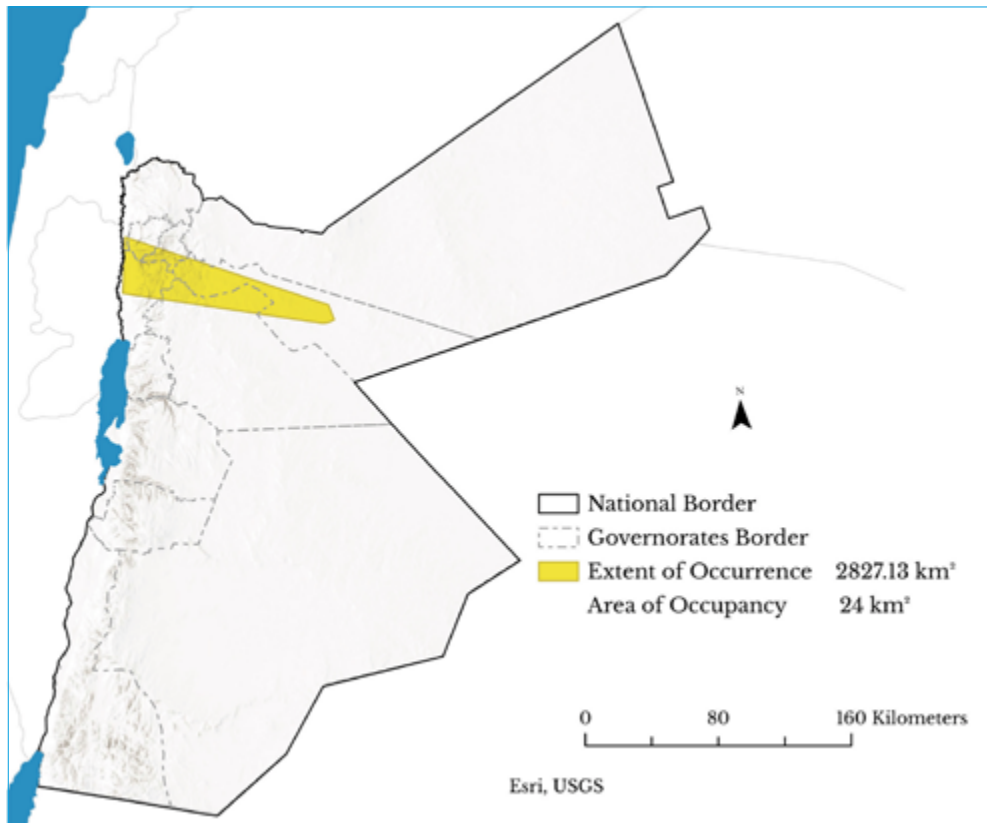 N
National Border
Governorates Border
Extent of Occurrence 2827.13 km²
Area of Occupancy 24 km²
0 80 160 Kilometers
Esri, USGS